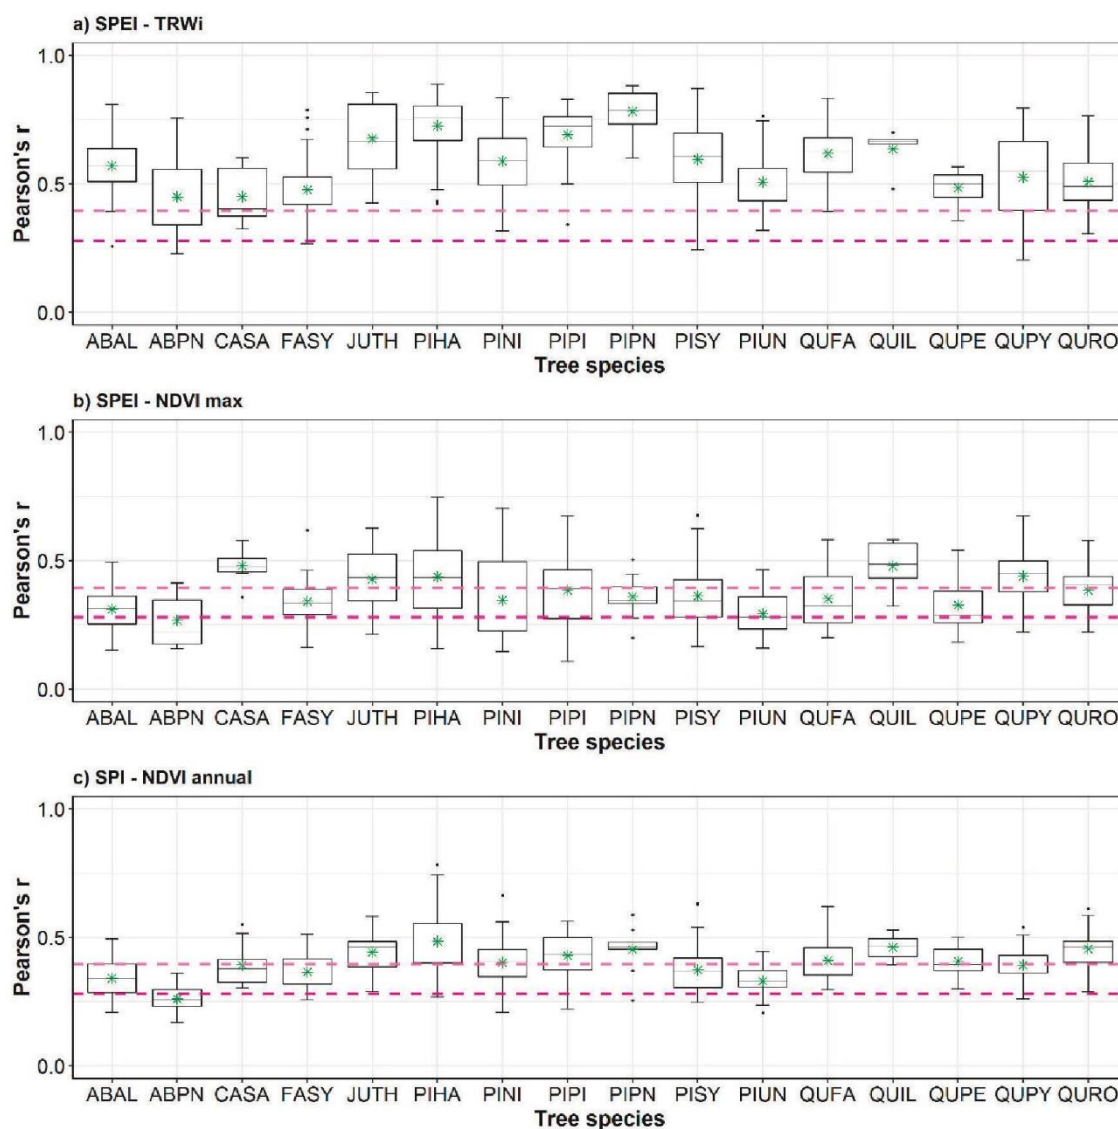 a) SPEI - TRWi
1.0
0.5
0.0
Pearson's r
ABAL ABPN CASA FASY JUTH PIHA PINI PIPI PIPN PISY PIUN QUFA QUIL QUPE QUPY QURO
Tree species
b) SPEI - NDVI max
1.0
0.5
0.0
Pearson's r
ABAL ABPN CASA FASY JUTH PIHA PINI PIPI PIPN PISY PIUN QUFA QUIL QUPE QUPY QURO
Tree species
c) SPI - NDVI annual
1.0
0.5
0.0
Pearson's r
ABAL ABPN CASA FASY JUTH PIHA PINI PIPI PIPN PISY PIUN QUFA QUIL QUPE QUPY QURO
Tree species